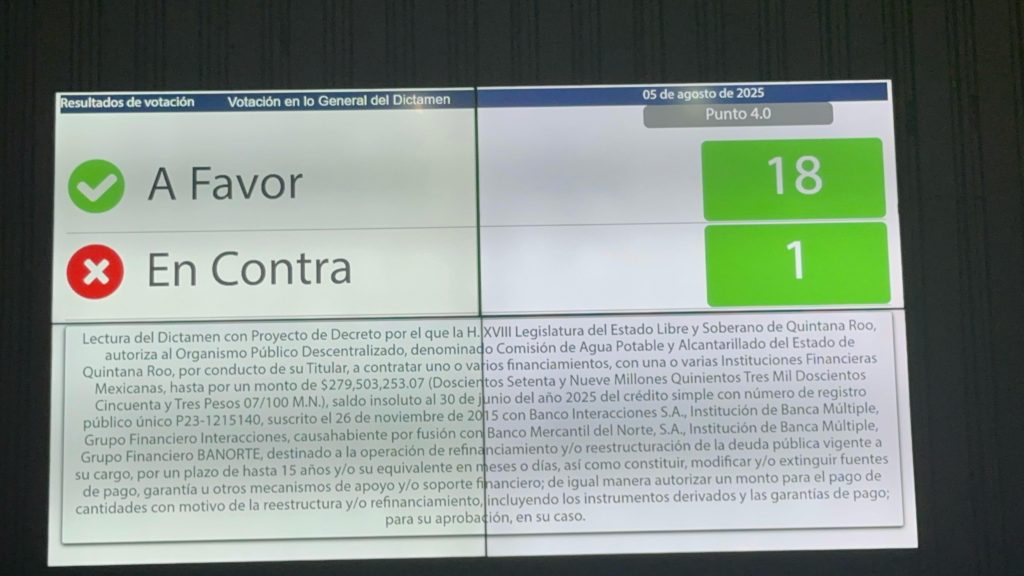 Resultados de votación Votación en lo General del Dictamen 05 de agosto de 2025
Punto 4.0
A Favor 18
En Contra 1
Lectura del Dictamen con Proyecto de Decreto por el que la H. XVIII Legislatura del Estado Libre y Soberano de Quintana Roo,
autoriza al Organismo Público Descentralizado, denominado Comisión de Agua Potable y Alcantarillado del Estado de
Quintana Roo, por conducto de su Titular, a contratar uno o varios financiamientos, con una o varias Instituciones Financieras
Mexicanas, hasta por un monto de $279,503,253.07 (Doscientos Setenta y Nueve Millones Quinientos Tres Mil Doscientos
Cincuenta y Tres Pesos 07/100 M.N.), saldo insoluto al 30 de junio del año 2025 del crédito simple con número de registro
público único P23-1215140, suscrito el 26 de noviembre de 2015 con Banco Interacciones S.A., Institución de Banca Múltiple,
Grupo Financiero Interacciones, causahabiente por fusión con Banco Mercantil del Norte, S.A., Institución de Banca Múltiple,
Grupo Financiero BANORTE, destinado a la operación de refinanciamiento y/o reestructuración de la deuda pública vigente a
su cargo, por un plazo de hasta 15 años y/o su equivalente en meses o días, así como constituir, modificar y/o extinguir fuentes
de pago, garantía u otros mecanismos de apoyo y/o soporte financiero; de igual manera autorizar un monto para el pago de
cantidades con motivo de la reestructura y/o refinanciamiento, incluyendo los instrumentos derivados y las garantías de pago;
para su aprobación, en su caso.